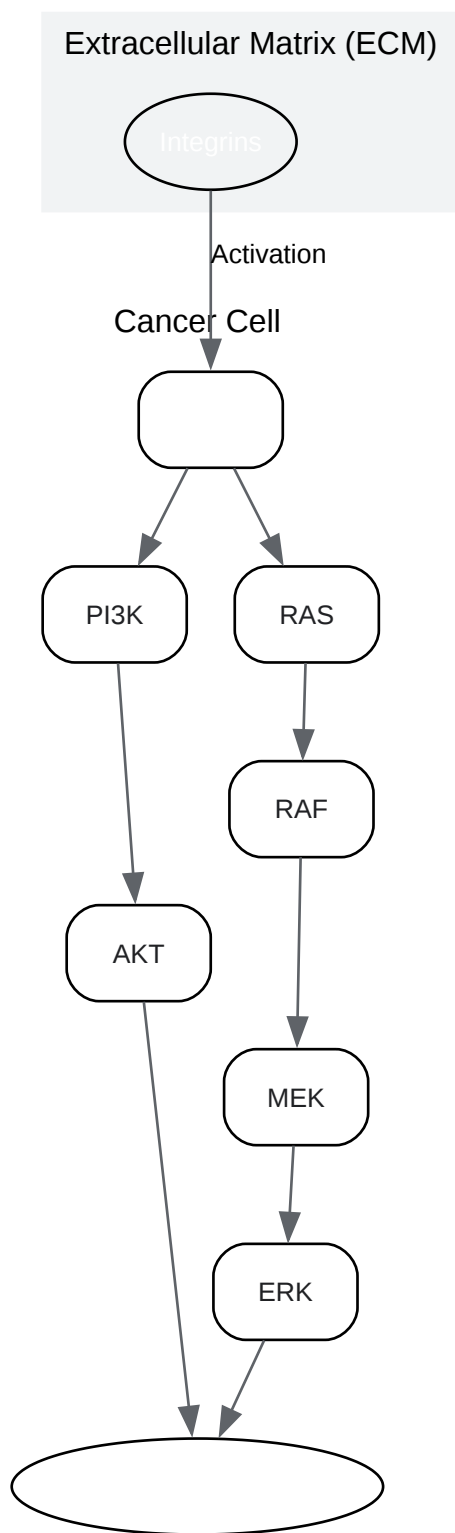 Extracellular Matrix (ECM)
Integrins
Activation
Cancer Cell
PI3K
RAS
RAF
AKT
MEK
ERK